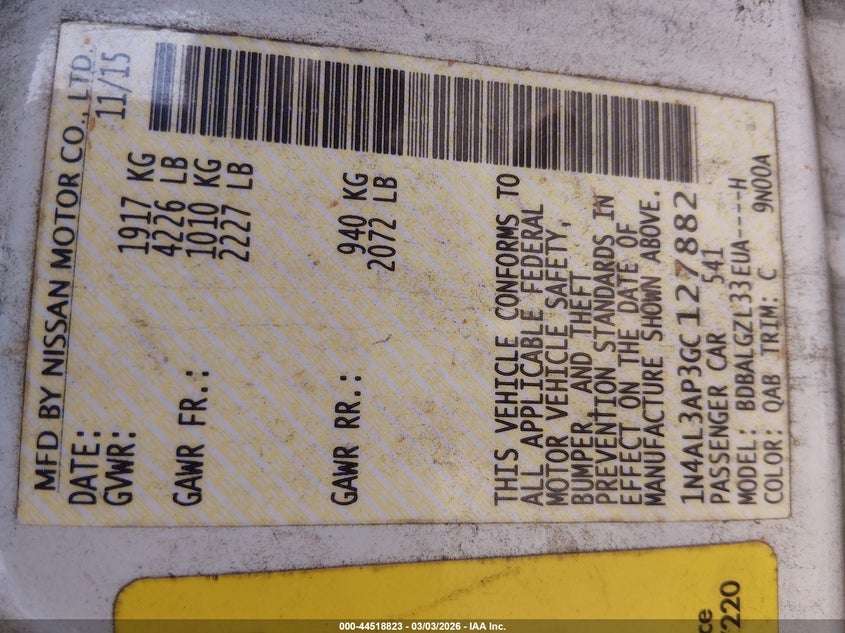 MFD BY NISSAN MOTOR CO., LTD.
DATE: 11/15
GVWR: 1917 KG
4226 LB
GAWR FR.: 1010 KG
2227 LB
GAWR RR.: 940 KG
2072 LB
THIS VEHICLE CONFORMS TO
ALL APPLICABLE FEDERAL
MOTOR VEHICLE SAFETY,
BUMPER AND THEFT
PREVENTION STANDARDS IN
EFFECT ON THE DATE OF
MANUFACTURE SHOWN ABOVE.
1N4AL3AP3GC127882
PASSENGER CAR 541
MODEL: BDBALGZL33EUA----H
COLOR: QAB TRIM: C 9N00A
ce
7220
000-44518823 - 03/03/2026 - IAA Inc.